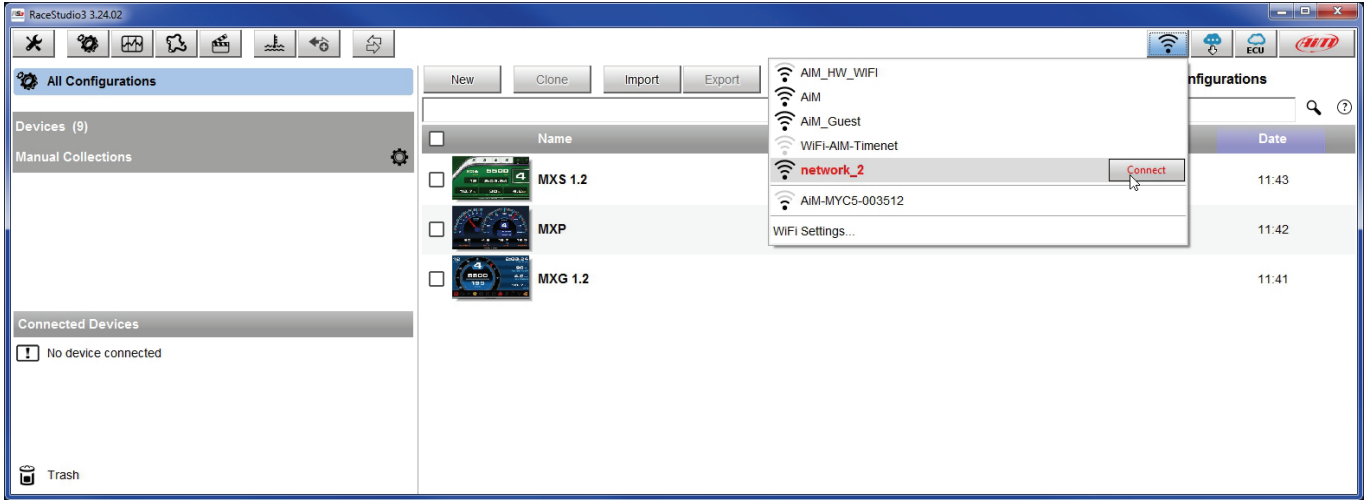 RaceStudio3 3.24.02
ECU
AiM
All Configurations
Devices (9)
Manual Collections
Connected Devices
No device connected
Trash
New Clone Import Export
nfigurations
Name Date
MXS 1.2 11:43
MXP 11:42
MXG 1.2 11:41
AIM_HW_WIFI
AiM
AiM_Guest
WiFi-AIM-Timenet
network_2 Connect
AiM-MYC5-003512
WiFi Settings...